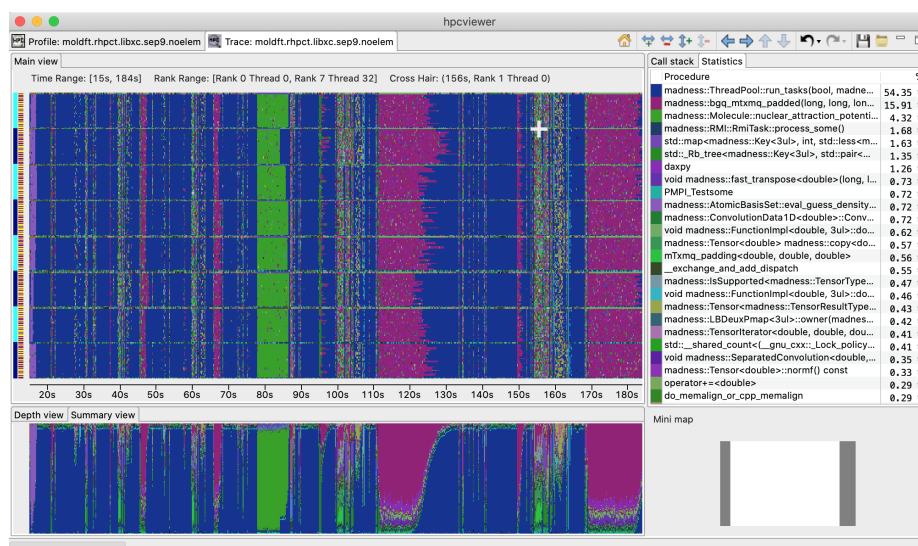 hpcviewer
Profile: moldft.rhpct.libxc.sep9.noelem
Trace: moldft.rhpct.libxc.sep9.noelem
Main view
Time Range: [15s, 184s] Rank Range: [Rank 0 Thread 0, Rank 7 Thread 32] Cross Hair: (156s, Rank 1 Thread 0)
20s 30s 40s 50s 60s 70s 80s 90s 100s 110s 120s 130s 140s 150s 160s 170s 180s
Depth view Summary view
Call stack Statistics
Procedure %
madness::ThreadPool::run_tasks(bool, madne... 54.35
madness::bgq_mtxmq_padded(long, long, lon... 15.91
madness::Molecule::nuclear_attraction_potenti... 4.32
madness::RMI::RmiTask::process_some() 1.68
std::map<madness::Key<3ul>, int, std::less<m... 1.63
std::_Rb_tree<madness::Key<3ul>, std::pair<... 1.35
daxpy 1.26
void madness::fast_transpose<double>(long, l... 0.73
PMPI_Testsome 0.72
madness::AtomicBasisSet::eval_guess_density... 0.72
madness::ConvolutionData1D<double>::Conv... 0.72
void madness::FunctionImpl<double, 3ul>::do... 0.62
madness::Tensor<double> madness::copy<do... 0.57
mTxmq_padding<double, double, double> 0.56
__exchange_and_add_dispatch 0.55
madness::IsSupported<madness::TensorType... 0.47
void madness::FunctionImpl<double, 3ul>::do... 0.46
madness::Tensor<madness::TensorResultType... 0.43
madness::LBDeuxPmap<3ul>::owner(madnes... 0.42
madness::TensorIterator<double, double, dou... 0.41
std::__shared_count<(__gnu_cxx::_Lock_policy... 0.41
void madness::SeparatedConvolution<double,... 0.35
madness::Tensor<double>::normf() const 0.33
operator+=<double> 0.29
do_memalign_or_cpp_memalign 0.29
Mini map